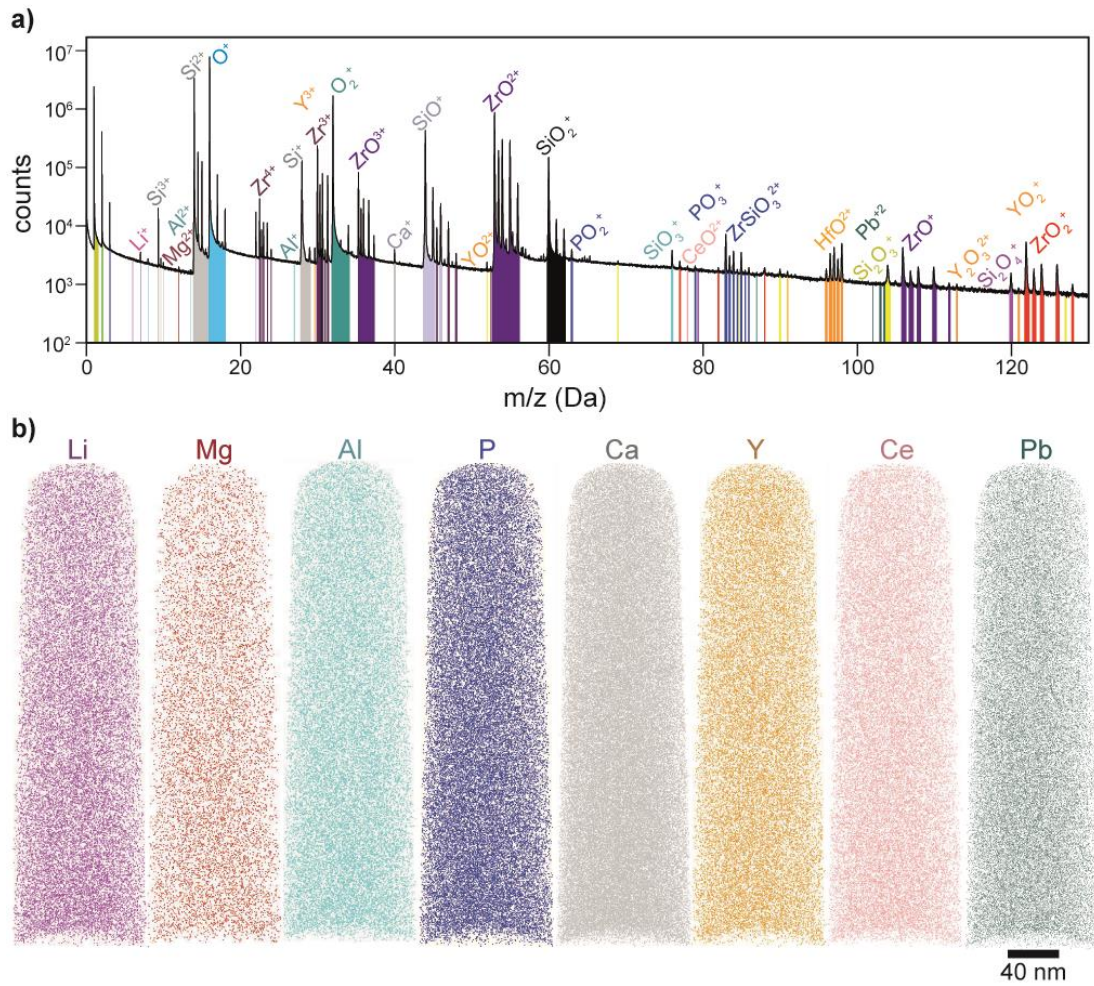 a)
10⁷
10⁶
10⁵
10⁴
10³
10²
counts
Li⁺
Si³⁺
Mg²⁺
Al²⁺
Si²⁺
O⁺
Zr⁴⁺
Al⁺
Si⁺
Y³⁺
Zr³⁺
O₂⁺
ZrO³⁺
Ca⁺
SiO⁺
YO²⁺
ZrO²⁺
SiO₂⁺
PO₂⁺
SiO₃⁺
CeO²⁺
PO₃⁺
ZrSiO₃²⁺
HfO²⁺
Si₂O₃⁺
Pb⁺²
ZrO⁺
Y₂O₃²⁺
Si₂O₄⁺
YO₂⁺
ZrO₂⁺
0 20 40 60 80 100 120
m/z (Da)
b)
Li Mg Al P Ca Y Ce Pb
40 nm